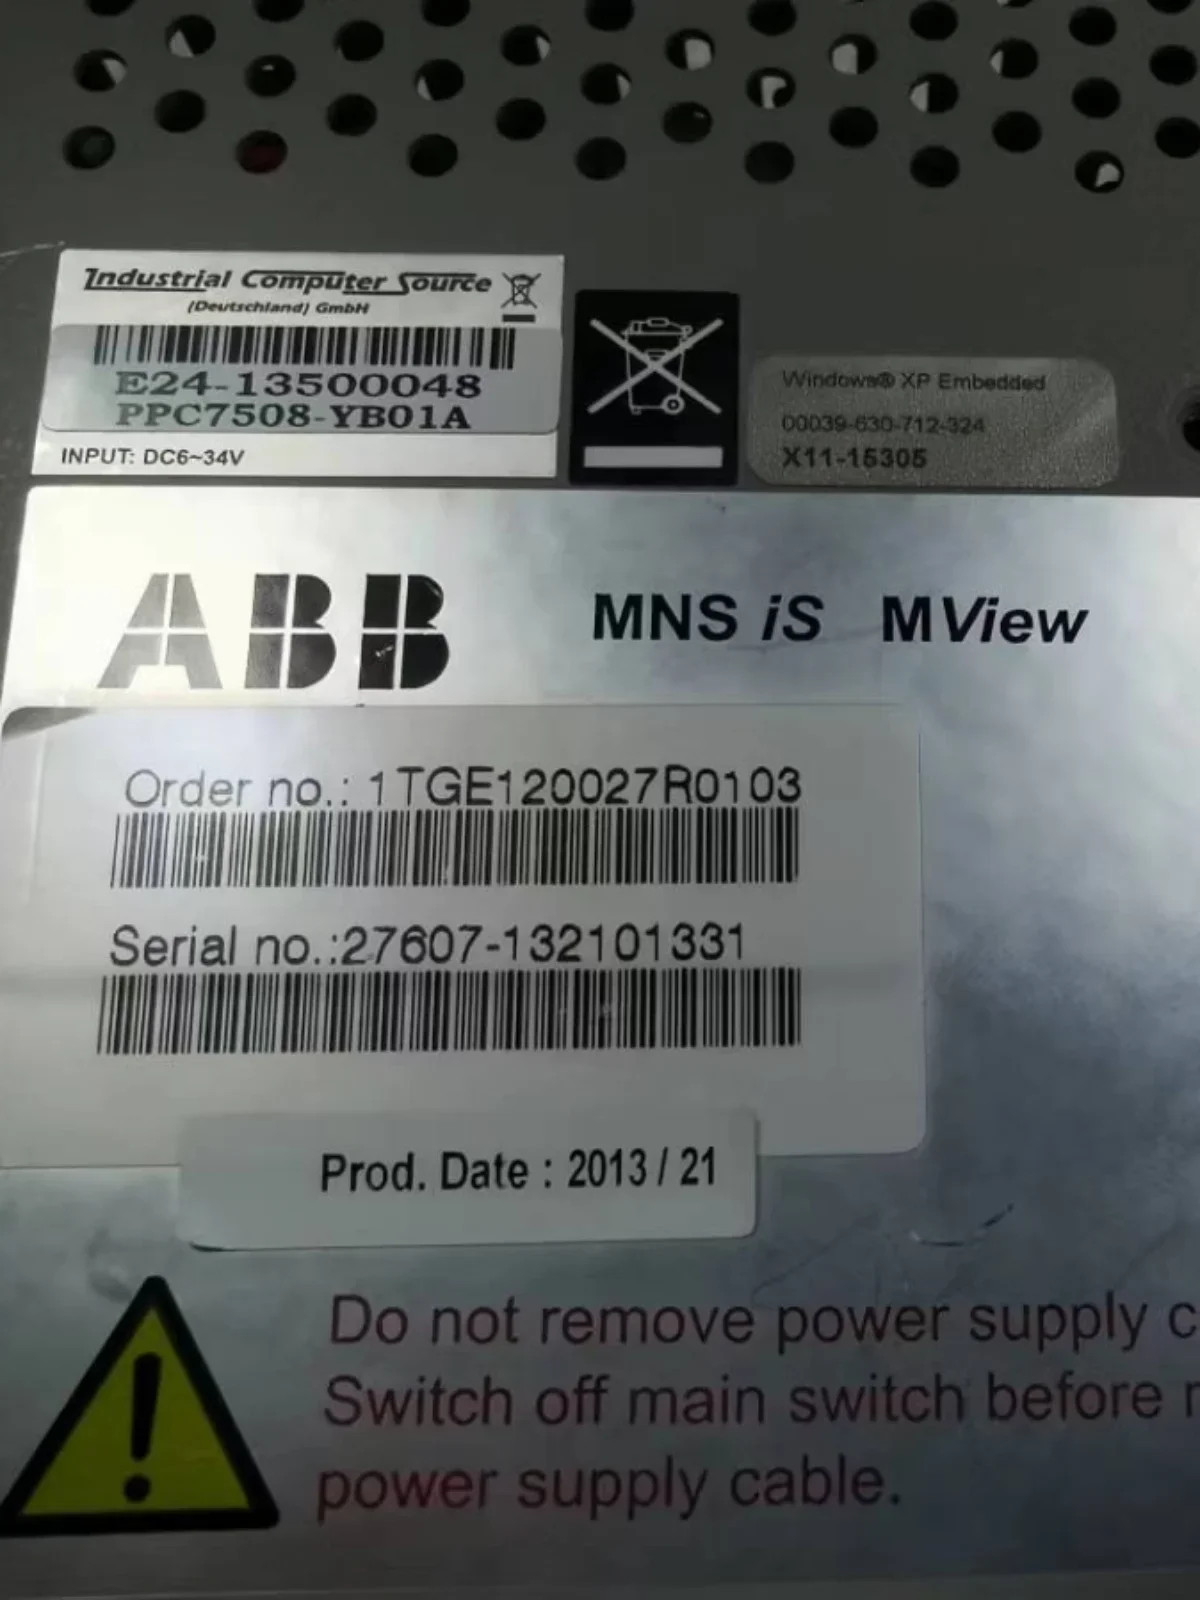 Industrial Computer Source
(Deutschland) GmbH
E24-13500048
PPC7508-YB01A
INPUT: DC6~34V
Windows® XP Embedded
00039-630-712-324
X11-15305
ABB
MNS iS MView
Order no.: 1TGE120027R0103
Serial no.:27607-132101331
Prod. Date : 2013 / 21
Do not remove power supply c
Switch off main switch before r
power supply cable.